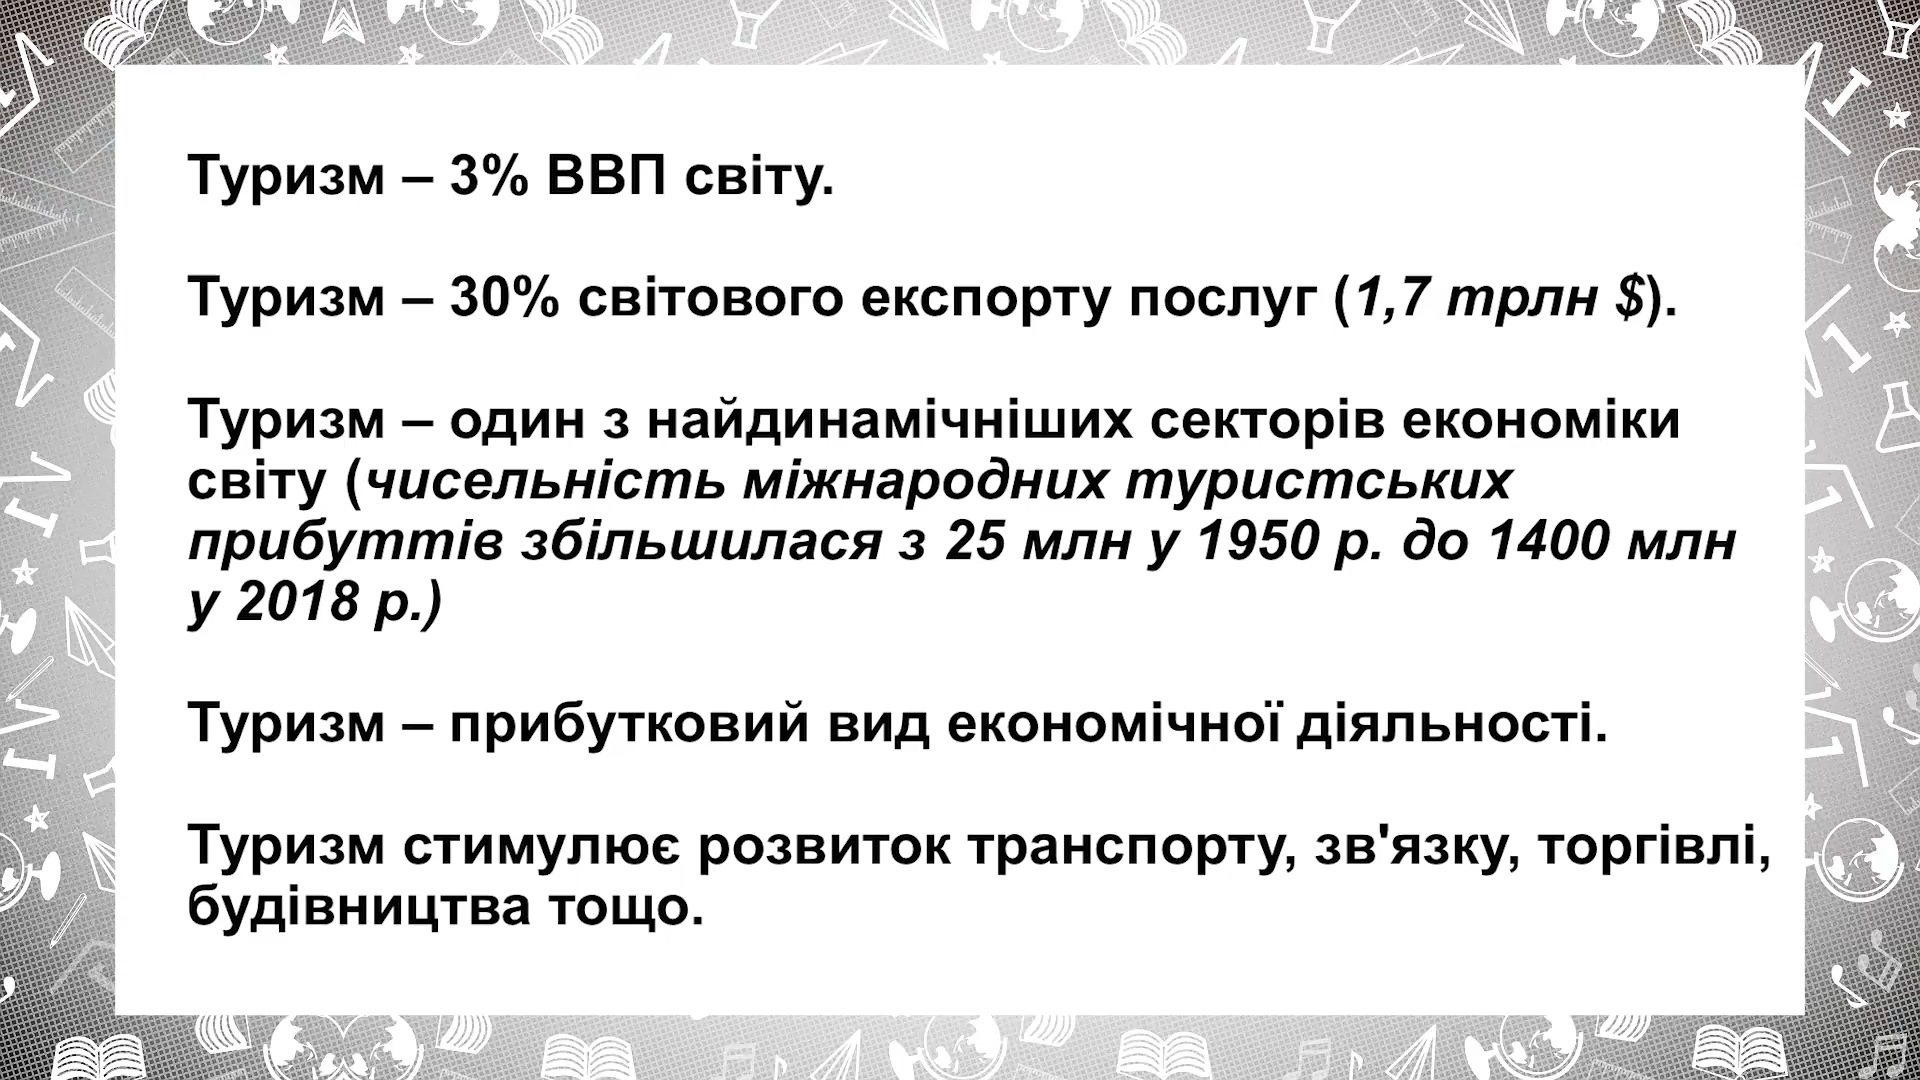 Туризм – 3% ВВП світу.
Туризм – 30% світового експорту послуг (1,7 трлн $).
Туризм – один з найдинамічніших секторів економіки
світу (чисельність міжнародних туристських
прибуттів збільшилася з 25 млн у 1950 р. до 1400 млн
у 2018 р.)
Туризм – прибутковий вид економічної діяльності.
Туризм стимулює розвиток транспорту, зв'язку, торгівлі,
будівництва тощо.